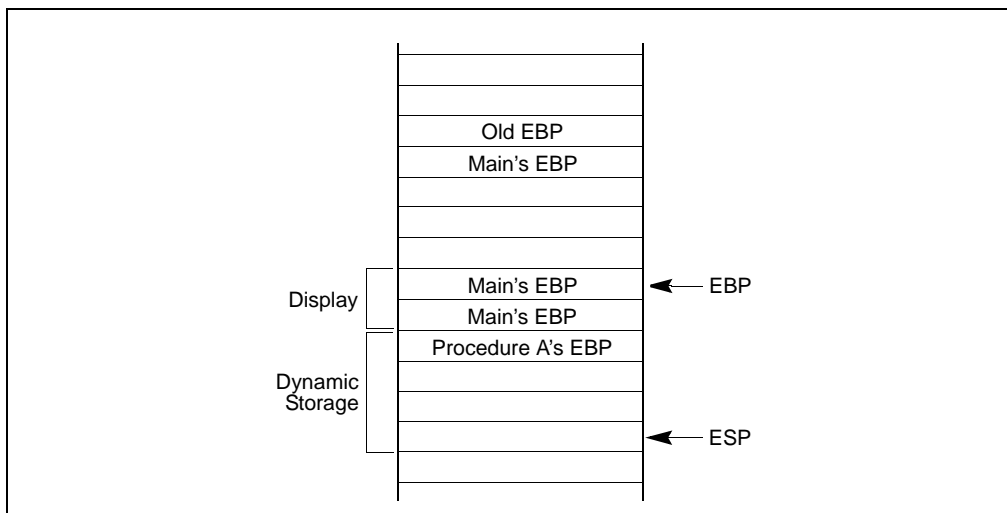 Old EBP
Main's EBP
Display
Main's EBP
EBP
Main's EBP
Procedure A's EBP
Dynamic
Storage
ESP